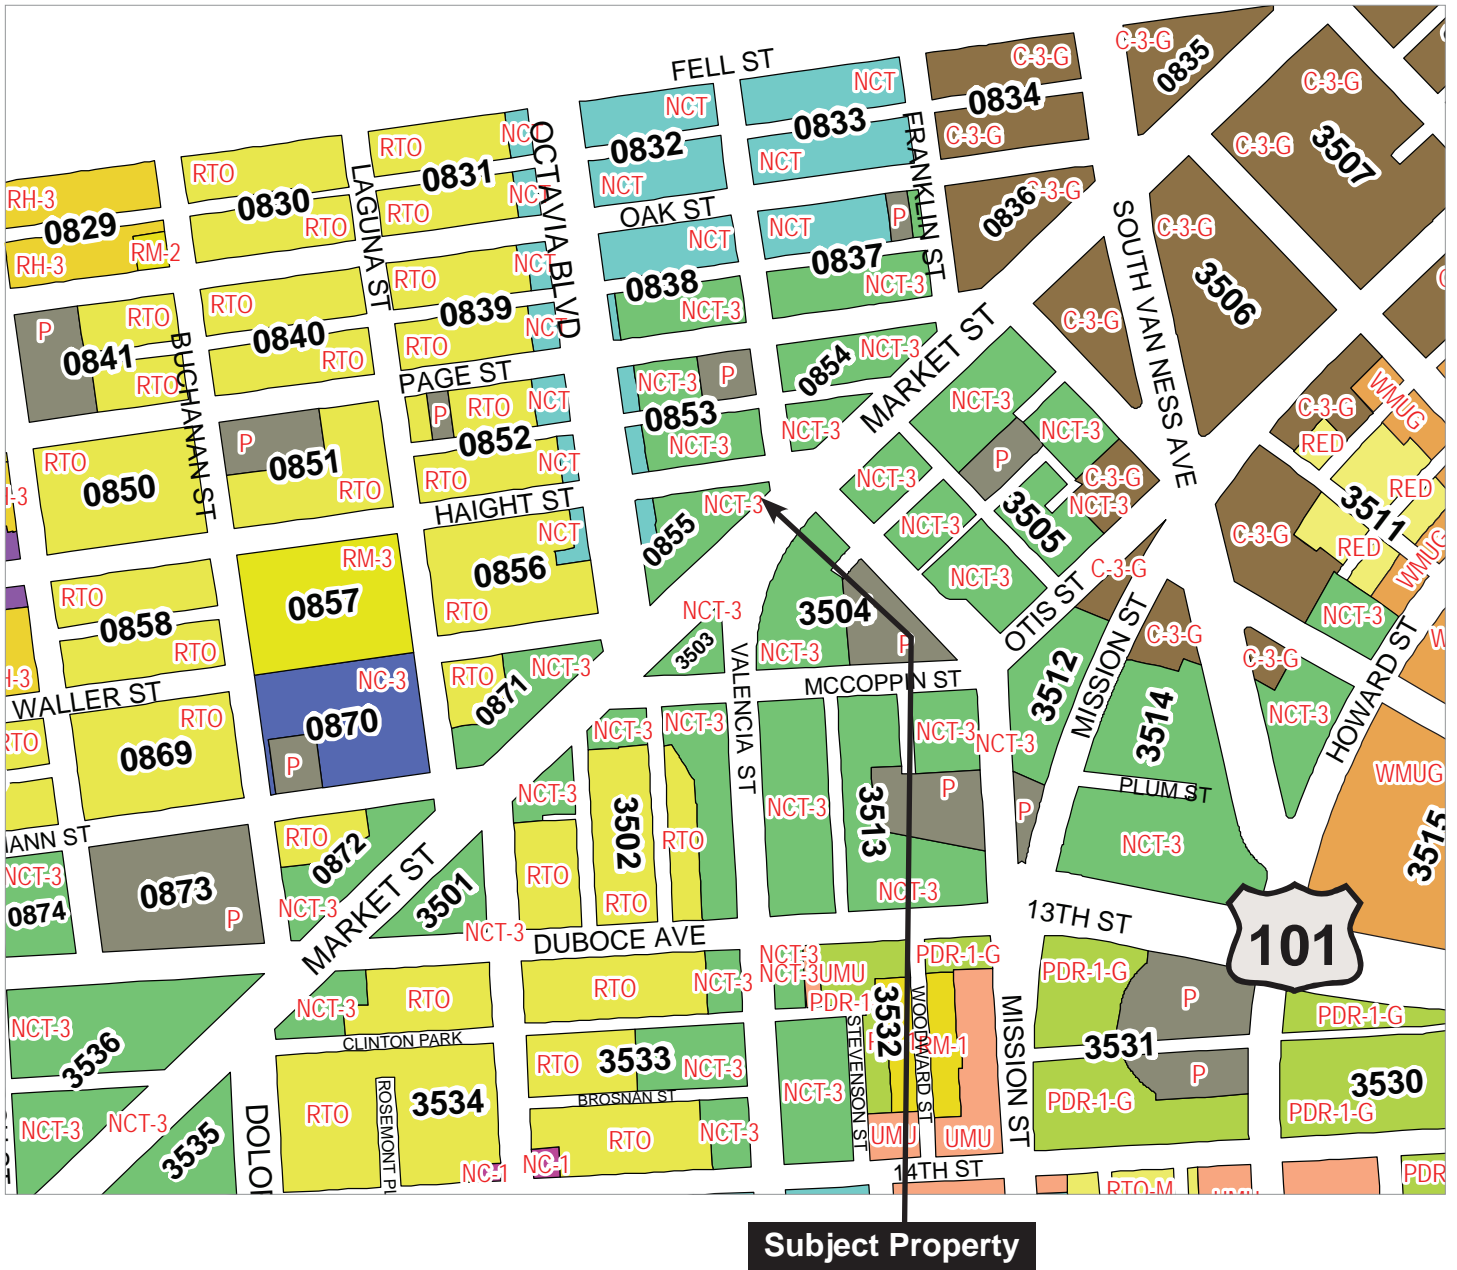 FELL ST
C-3-G
C-3-G
0835
C-3-G
NCT
NCT
0834
0833
0832
C-3-G
NCT
NCT
C-3-G
3507
RTO
NCT
OCTAVIA BLVD
FRANKLIN ST
RTO
0831
LAGUNA ST
NCT
RTO
RH-3
0830
RTO
0829
RM-2
RH-3
OAK ST
NCT
NCT
P
0836
C-3-G
SOUTH VAN NESS AVE
C-3-G
3506
RTO
NCT
0838
0837
NCT-3
NCT-3
RTO
0839
NCT
RTO
P
RTO
0841
RTO
BUCHANAN ST
0840
RTO
C-3-G
MARKET ST
NCT-3
0854
PAGE ST
NCT-3
P
0853
NCT-3
NCT-3
P
RTO
NCT
0852
NCT
RTO
NCT-3
NCT-3
P
C-3-G
NCT-3
3505
NCT-3
NCT-3
NCT-3
WMUG
C-3-G
RED
RED
3511
RED
C-3-G
WMUG
NCT-3
RTO
0850
P
0851
RTO
HAIGHT ST
NCT
0856
RTO
NCT-3
0855
RM-3
0857
RTO
0858
RTO
NCT-3
3503
3504
NCT-3
P
OTIS ST
C-3-G
MISSION ST
C-3-G
C-3-G
NCT-3
HOWARD ST
WALLER ST
RTO
RTO
0869
NC-3
0870
P
RTO
NCT-3
0871
VALENCIA ST
MCCOPPIN ST
3512
NCT-3
3514
PLUM ST
NCT-3
NCT-3
NCT-3
NCT-3
NCT-3
3502
RTO
RTO
RTO
NCT-3
3513
P
NCT-3
P
WMUG
3515
RTO
0872
NCT-3
MARKET ST
3501
NCT-3
NCT-3
0874
0873
P
DUBOCE AVE
13TH ST
101
NCT-3
NCT-3
UMU
PDR-1-G
PDR-1-G
P
RTO
NCT-3
NCT-3
RTO
NCT-3
3536
CLINTON PARK
RTO
3533
NCT-3
STEVENSON ST
3532
WOODWARD ST
RM-1
MISSION ST
3531
P
PDR-1-G
PDR-1-G
3530
PDR-1-G
NCT-3
NCT-3
3535
RTO
ROSEMONT PL
3534
BROSNAN ST
RTO
NCT-3
NCT-3
NC-1
NC-1
UMU
UMU
14TH ST
RTO-M
Subject Property